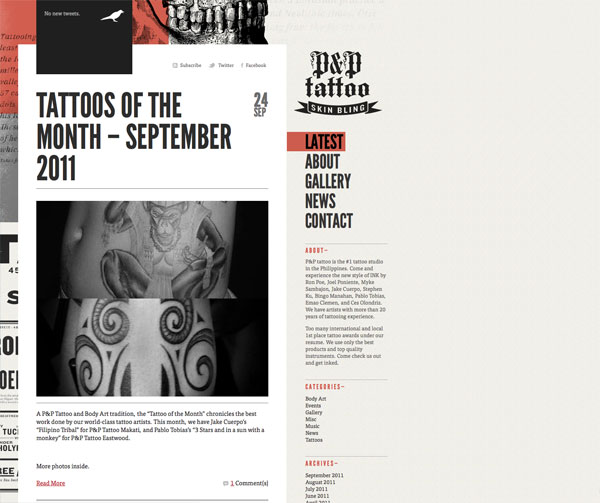 No new tweets.
Subscribe Twitter Facebook
TATTOOS OF THE
MONTH – SEPTEMBER
2011
24
SEP
A P&P Tattoo and Body Art tradition, the "Tattoo of the Month" chronicles the best
work done by our world-class tattoo artists. This month, we have Jake Cuerpo's
"Filipino Tribal" for P&P Tattoo Makati, and Pablo Tobias's "3 Stars and in a sun with a
monkey" for P&P Tattoo Eastwood.
More photos inside.
Read More
1 Comment(s)
P&P
tattoo
SKIN BLING
LATEST
ABOUT
GALLERY
NEWS
CONTACT
ABOUT—
P&P tattoo is the #1 tattoo studio
in the Philippines. Come and
experience the new style of INK by
Ron Poe, Joel Poniente, Myke
Sambajon, Jake Cuerpo, Stephen
Ku, Bingo Manahan, Pablo Tobias,
Emao Clemen, and Ces Olondriz.
We have artists with more than 20
years of tattooing experience.
Too many international and local
1st place tattoo awards under our
resume. We use only the best
products and top quality
instruments. Come check us out
and get inked.
CATEGORIES—
Body Art
Events
Gallery
Misc
Music
News
Tattoos
ARCHIVES—
September 2011
August 2011
July 2011
June 2011
April 2011